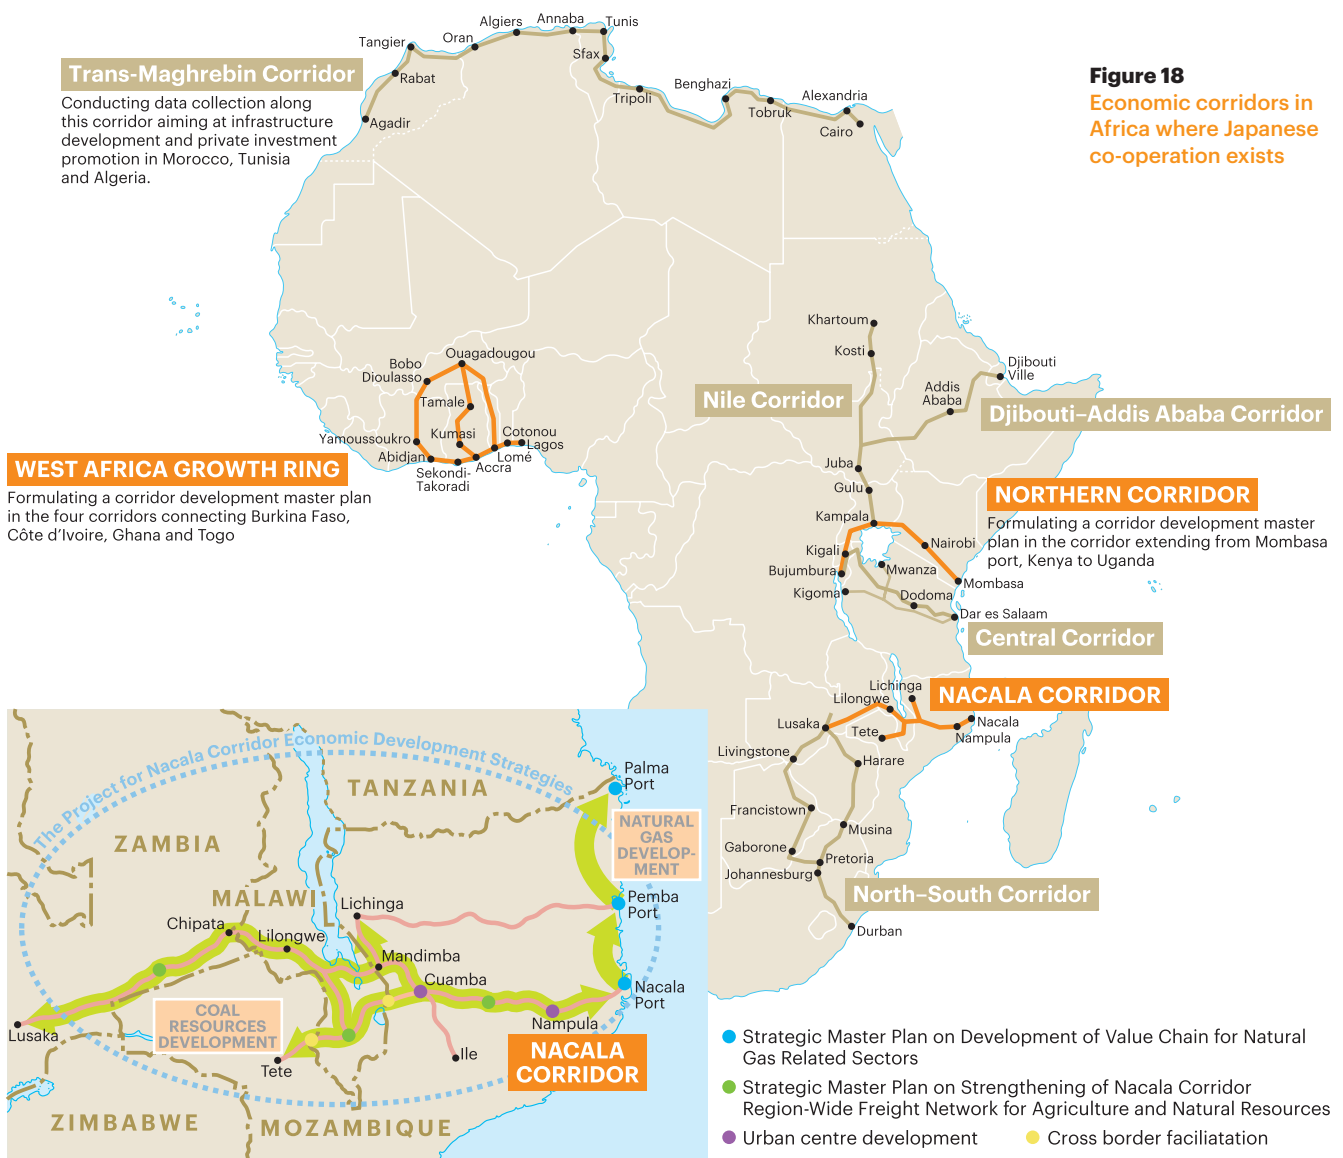 Figure 18
Economic corridors in
Africa where Japanese
co-operation exists
Trans-Maghrebin Corridor
Conducting data collection along
this corridor aiming at infrastructure
development and private investment
promotion in Morocco, Tunisia
and Algeria.
Agadir
Rabat
Tangier
Oran
Algiers
Annaba
Tunis
Sfax
Tripoli
Benghazi
Tobruk
Alexandria
Cairo
WEST AFRICA GROWTH RING
Formulating a corridor development master plan
in the four corridors connecting Burkina Faso,
Côte d’Ivoire, Ghana and Togo
Ouagadougou
Bobo
Dioulasso
Tamale
Kumasi
Yamoussoukro
Abidjan
Sekondi-
Takoradi
Accra
Lomé
Cotonou
Lagos
Nile Corridor
Khartoum
Kosti
Juba
Gulu
Kampala
Djibouti–Addis Ababa Corridor
Djibouti
Ville
Addis
Ababa
NORTHERN CORRIDOR
Formulating a corridor development master
plan in the corridor extending from Mombasa
port, Kenya to Uganda
Nairobi
Mombasa
Kigali
Bujumbura
Kigoma
Mwanza
Dodoma
Dar es Salaam
Central Corridor
NACALA CORRIDOR
Lichinga
Lilongwe
Lusaka
Tete
Nacala
Nampula
Livingstone
Harare
Francistown
Musina
Gaborone
Pretoria
Johannesburg
North–South Corridor
Durban
The Project for Nacala Corridor Economic Development Strategies
TANZANIA
ZAMBIA
MALAWI
ZIMBABWE
MOZAMBIQUE
Palma
Port
NATURAL
GAS
DEVELOP-
MENT
Pemba
Port
Nacala
Port
Lichinga
Chipata
Lilongwe
Mandimba
Cuamba
Nampula
Ile
Lusaka
Tete
COAL
RESOURCES
DEVELOPMENT
NACALA
CORRIDOR
Strategic Master Plan on Development of Value Chain for Natural
Gas Related Sectors
Strategic Master Plan on Strengthening of Nacala Corridor
Region-Wide Freight Network for Agriculture and Natural Resources
Urban centre development
Cross border faciliatation